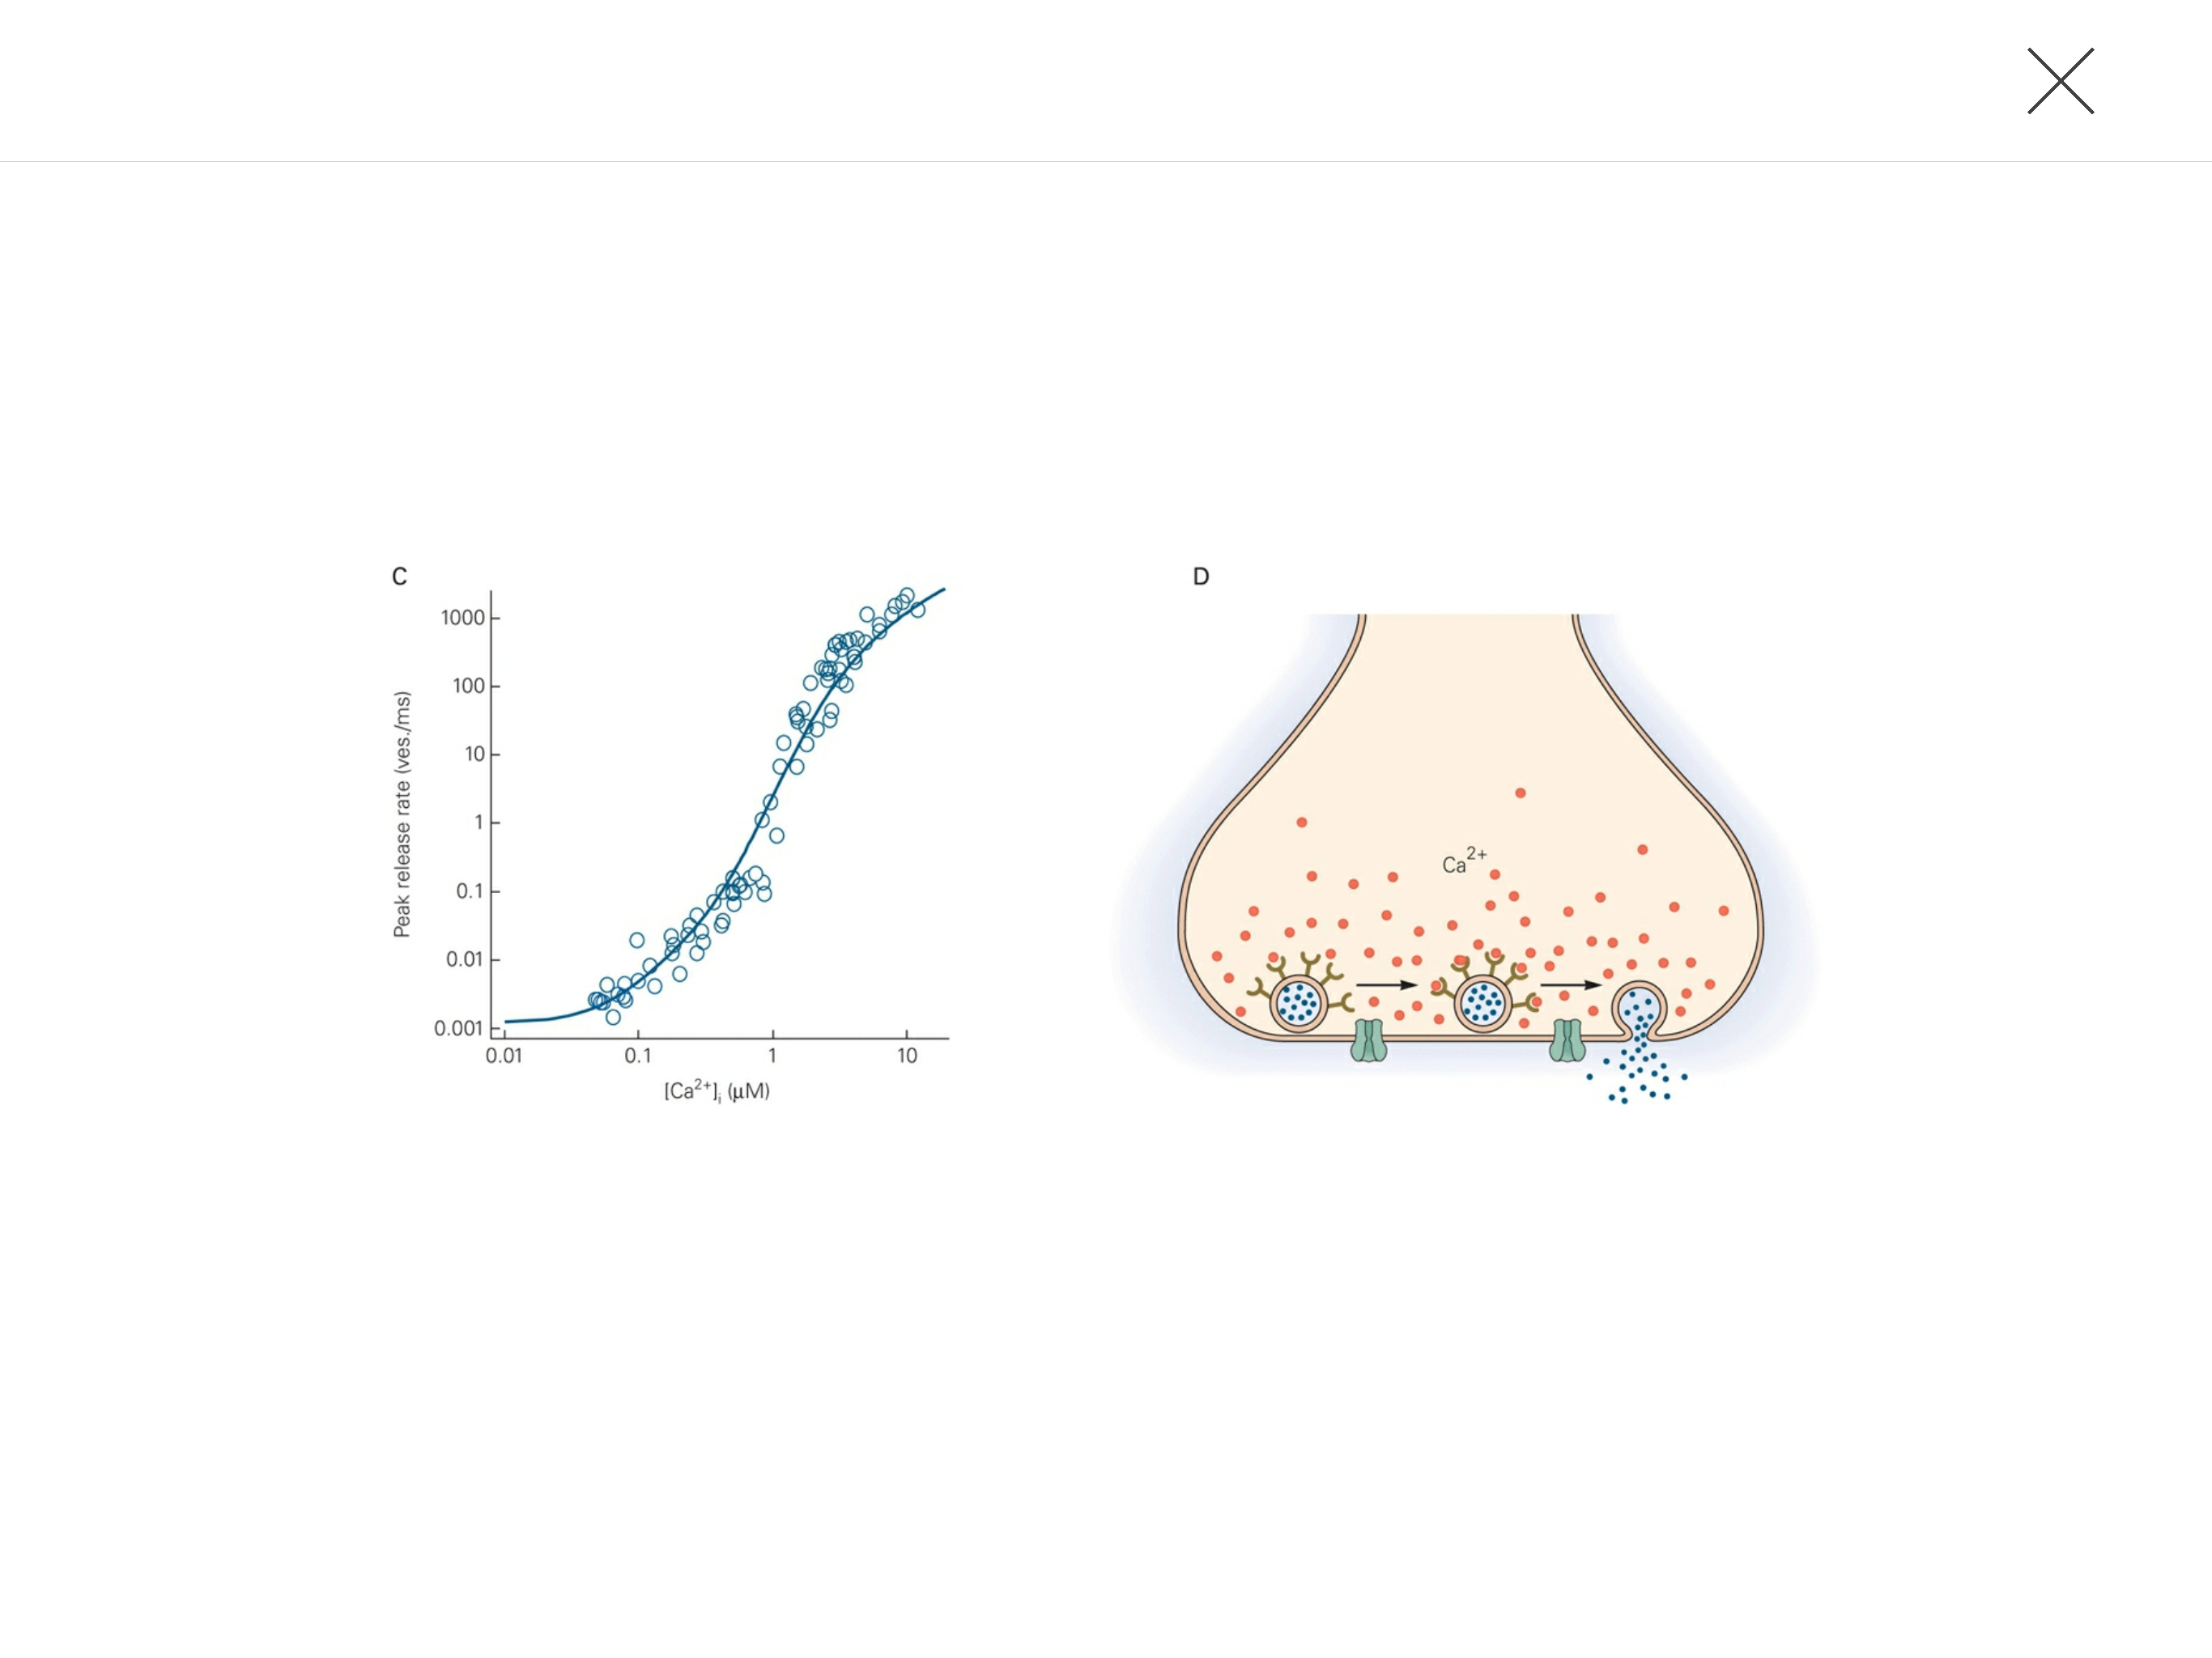 C
1000
100
10
1
0.1
0.01
0.001
Peak release rate (ves./ms)
0.01 0.1 1 10
[Ca²⁺]ᵢ (μM)
D
Ca²⁺